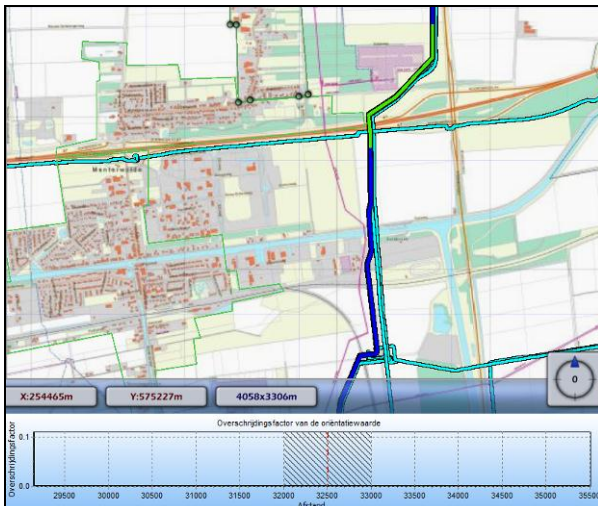 Menterwolde
X:254465m
Y:575227m
4058x3306m
0
Overschrijdingsfactor van de oriëntatiewaarde
Overschrijdingsfactor
0.1
0.0
29500 30000 30500 31000 31500 32000 32500 33000 33500 34000 34500 35000 35500
Afstand